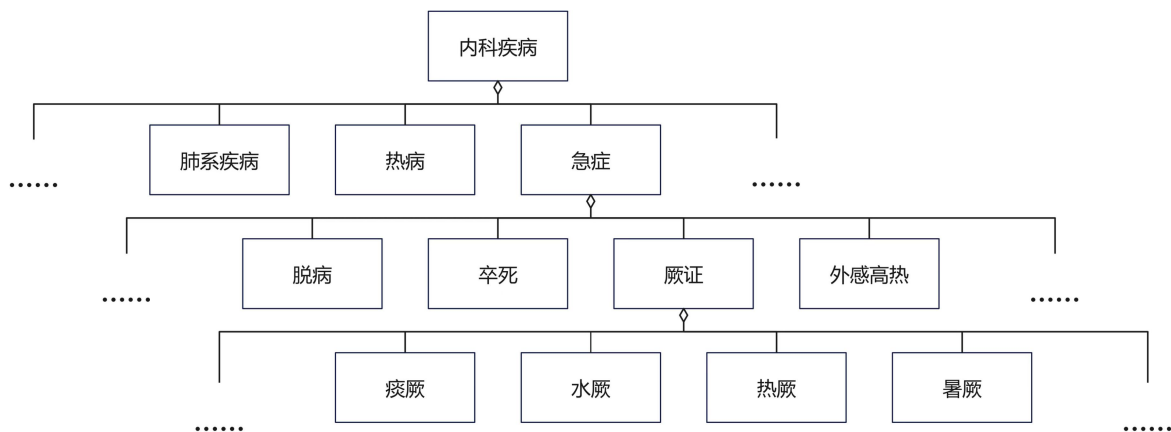 内科疾病
肺系疾病
热病
急症
......
......
脱病
卒死
厥证
外感高热
......
......
痰厥
水厥
热厥
暑厥
......
......